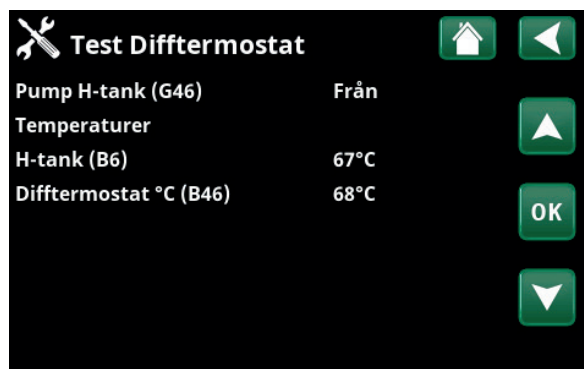 Test Difftermostat
Pump H-tank (G46) Från
Temperaturer
H-tank (B6) 67°C
Difftermostat °C (B46) 68°C
OK